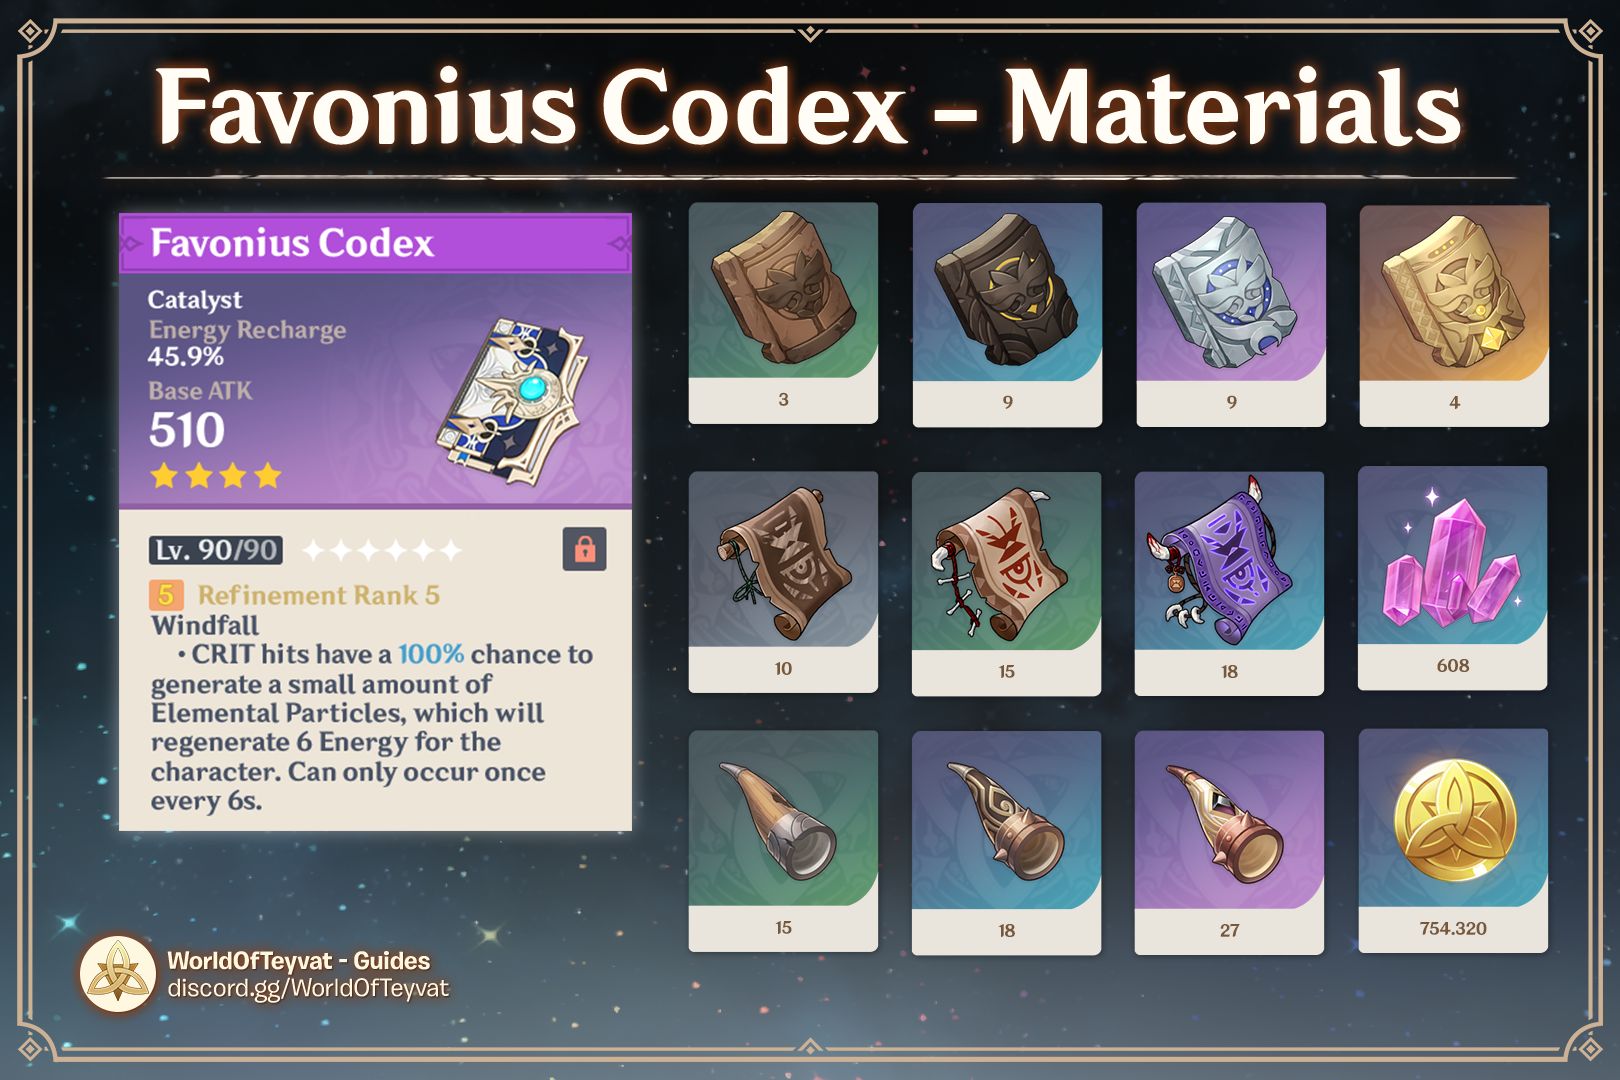 Favonius Codex – Materials
Favonius Codex
Catalyst
Energy Recharge
45.9%
Base ATK
510
Lv. 90/90
5 Refinement Rank 5
Windfall
• CRIT hits have a 100% chance to
generate a small amount of
Elemental Particles, which will
regenerate 6 Energy for the
character. Can only occur once
every 6s.
3
9
9
4
10
15
18
608
15
18
27
754.320
WorldOfTeyvat - Guides
discord.gg/WorldOfTeyvat